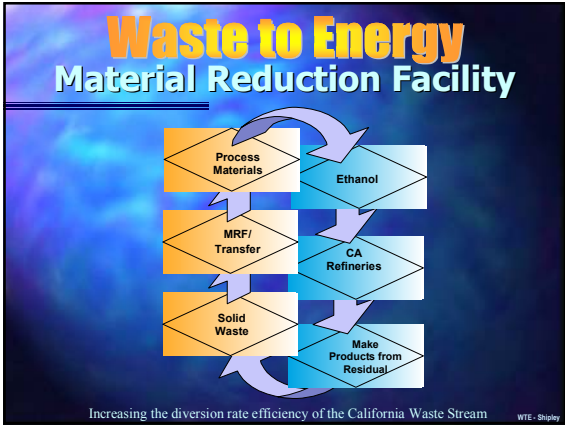 Waste to Energy
Material Reduction Facility
Process
Materials
Ethanol
MRF/
Transfer
CA
Refineries
Solid
Waste
Make
Products from
Residual
Increasing the diversion rate efficiency of the California Waste Stream
WTE - Shipley